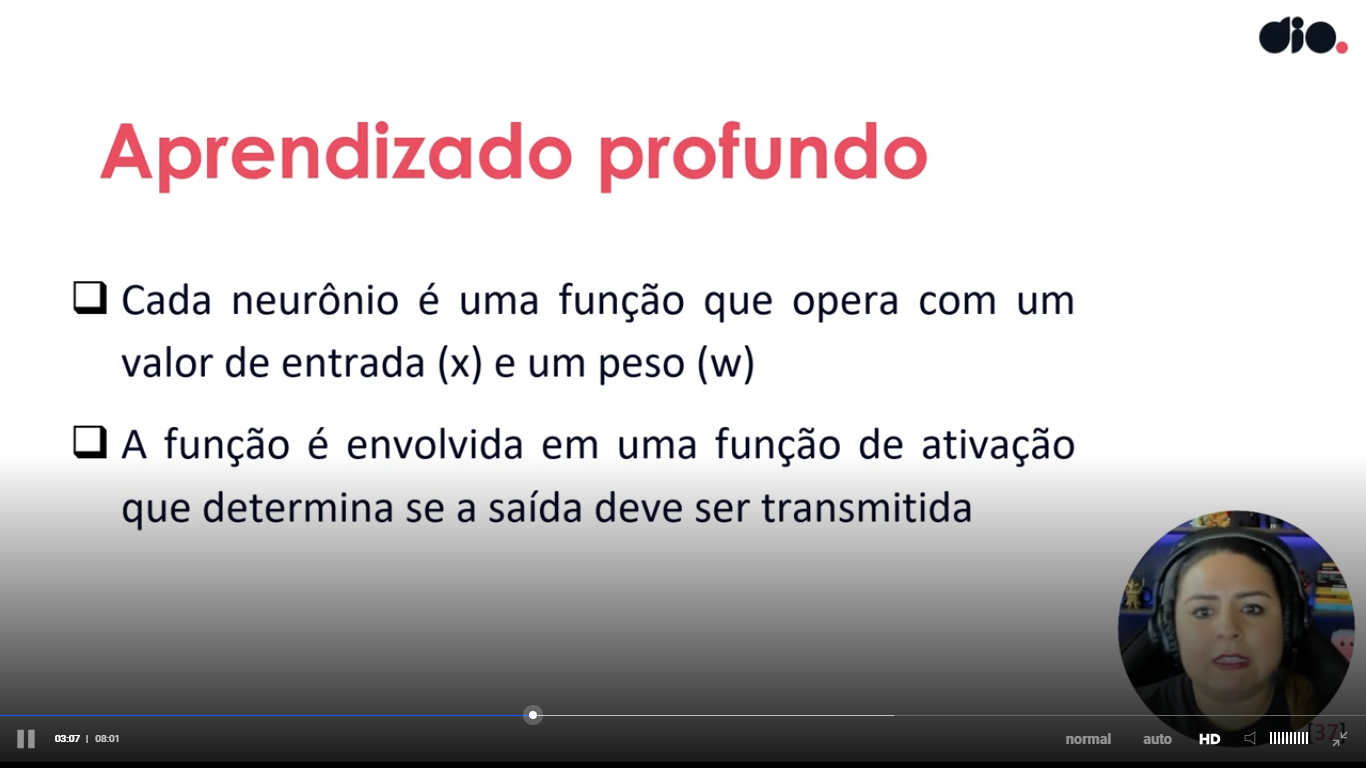 dio.
Aprendizado profundo
Cada neurônio é uma função que opera com um
valor de entrada (x) e um peso (w)
A função é envolvida em uma função de ativação
que determina se a saída deve ser transmitida
03:07 | 08:01
normal auto HD
[37]